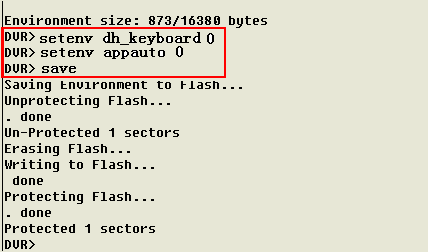 Environment size: 873/16380 bytes
DVR> setenv dh_keyboard 0
DVR> setenv appauto 0
DVR> save
Saving Environment to Flash...
Unprotecting Flash...
. done
Un-Protected 1 sectors
Erasing Flash...
Writing to Flash...
done
Protecting Flash...
. done
Protected 1 sectors
DVR>